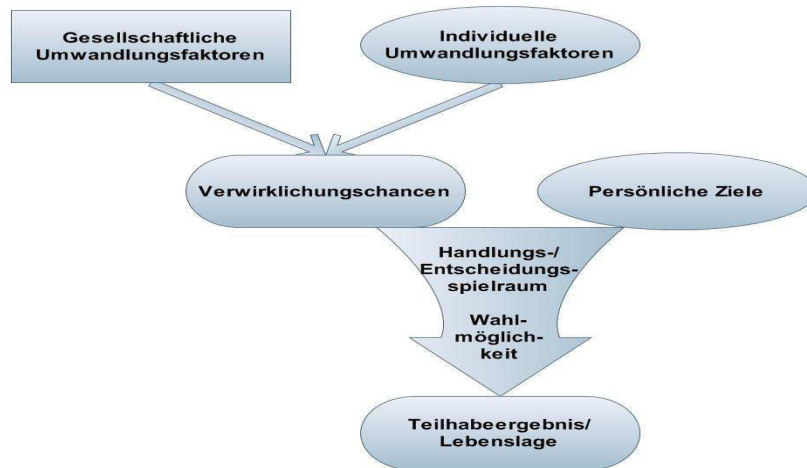 Gesellschaftliche
Umwandlungsfaktoren
Individuelle
Umwandlungsfaktoren
Verwirklichungschancen
Persönliche Ziele
Handlungs-/
Entscheidungs-
spielraum
Wahl-
möglich-
keit
Teilhabeergebnis/
Lebenslage